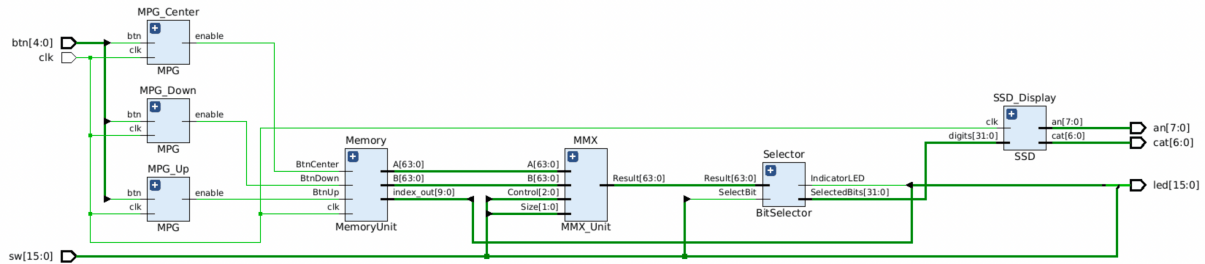 MPG_Center
btn[4:0]
btn
enable
clk
clk
MPG
MPG_Down
btn
enable
clk
MPG
MPG_Up
btn
enable
clk
MPG
Memory
BtnCenter
A[63:0]
BtnDown
B[63:0]
BtnUp
index_out[9:0]
clk
MemoryUnit
MMX
A[63:0]
B[63:0]
Result[63:0]
Control[2:0]
Size[1:0]
MMX_Unit
Selector
Result[63:0]
IndicatorLED
SelectBit
SelectedBits[31:0]
BitSelector
SSD_Display
clk
an[7:0]
digits[31:0]
cat[6:0]
SSD
an[7:0]
cat[6:0]
led[15:0]
sw[15:0]